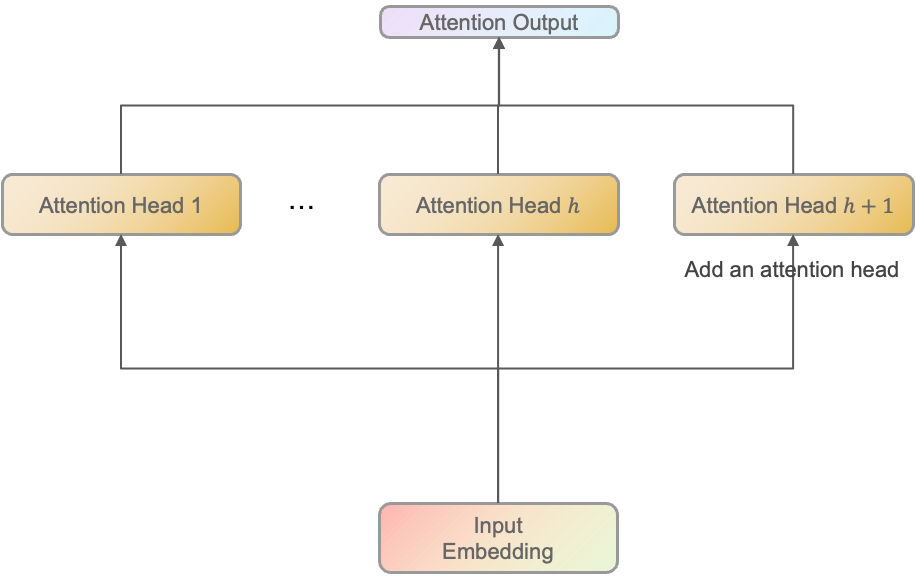 Attention Output
Attention Head 1
...
Attention Head h
Attention Head h + 1
Add an attention head
Input
Embedding